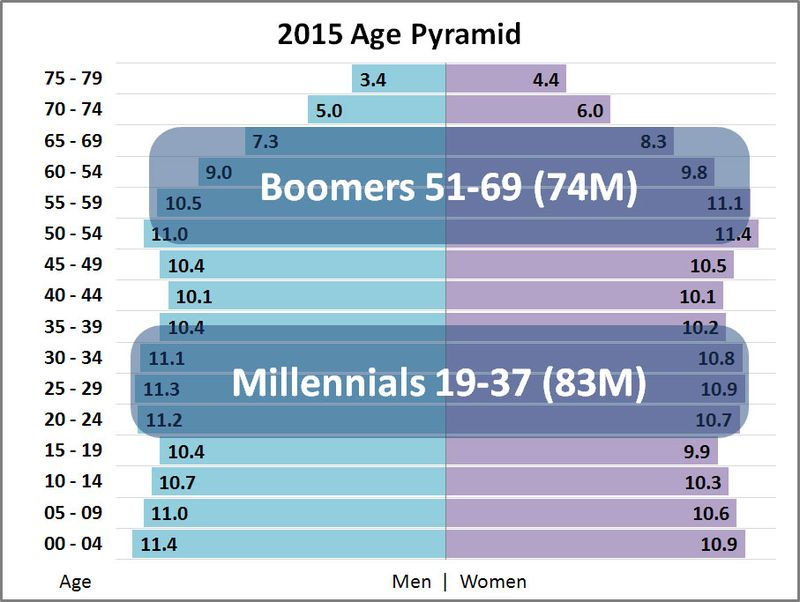 2015 Age Pyramid
75 - 79 3.4 4.4
70 - 74 5.0 6.0
65 - 69 7.3 8.3
60 - 54 9.0 9.8
Boomers 51-69 (74M)
55 - 59 10.5 11.1
50 - 54 11.0 11.4
45 - 49 10.4 10.5
40 - 44 10.1 10.1
35 - 39 10.4 10.2
30 - 34 11.1 10.8
Millennials 19-37 (83M)
25 - 29 11.3 10.9
20 - 24 11.2 10.7
15 - 19 10.4 9.9
10 - 14 10.7 10.3
05 - 09 11.0 10.6
00 - 04 11.4 10.9
Age Men | Women